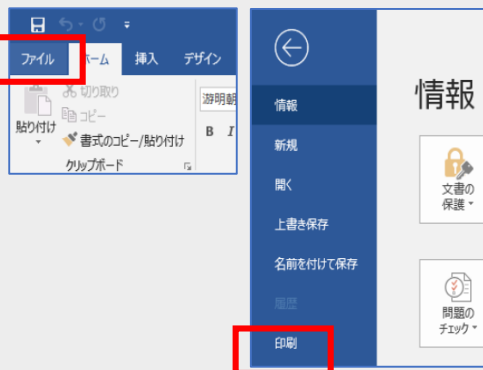 ファイル ホーム 挿入 デザイン
切り取り
コピー
書式のコピー/貼り付け
貼り付け
クリップボード
游明朝
B I
情報
新規
開く
上書き保存
名前を付けて保存
履歴
印刷
情報
文書の
保護
問題の
チェック